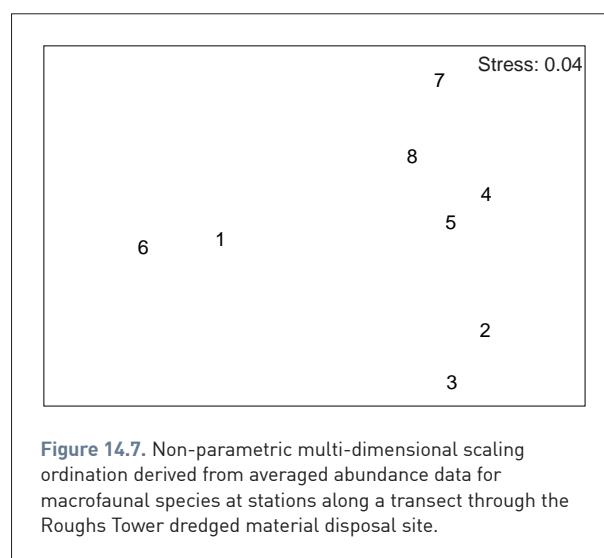 Stress: 0.04
7
8
4
5
1
6
2
3
Figure 14.7. Non-parametric multi-dimensional scaling
ordination derived from averaged abundance data for
macrofaunal species at stations along a transect through the
Roughs Tower dredged material disposal site.